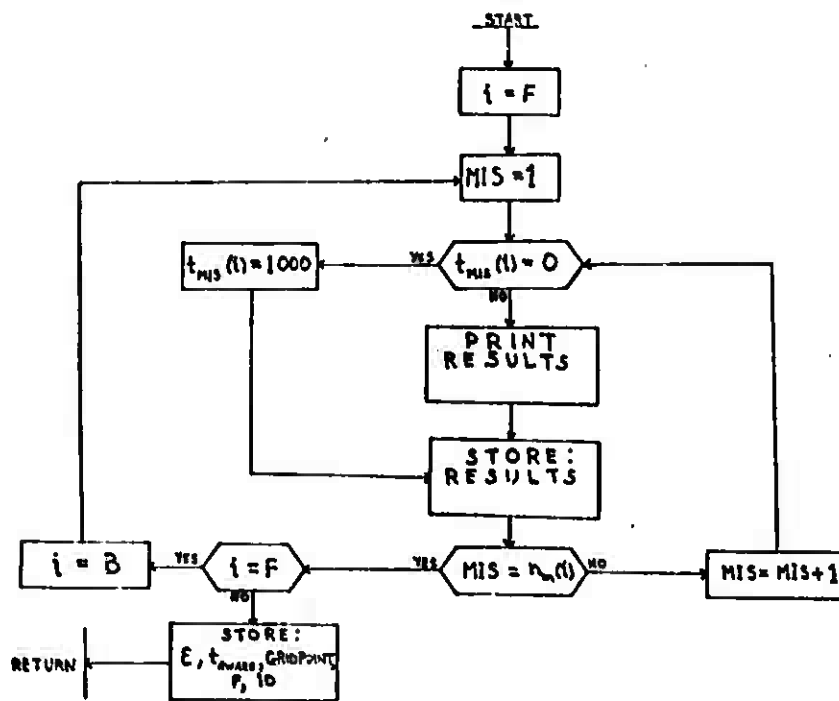 START
i = F
MIS = 1
t_MIS(i) = 1000
YES
t_MIS(i) = 0
NO
PRINT
RESULTS
STORE:
RESULTS
i = B
YES
i = F
YES
MIS = n_m(i)
NO
MIS = MIS + 1
NO
STORE:
RETURN
GRIDPOINT,
P, ID